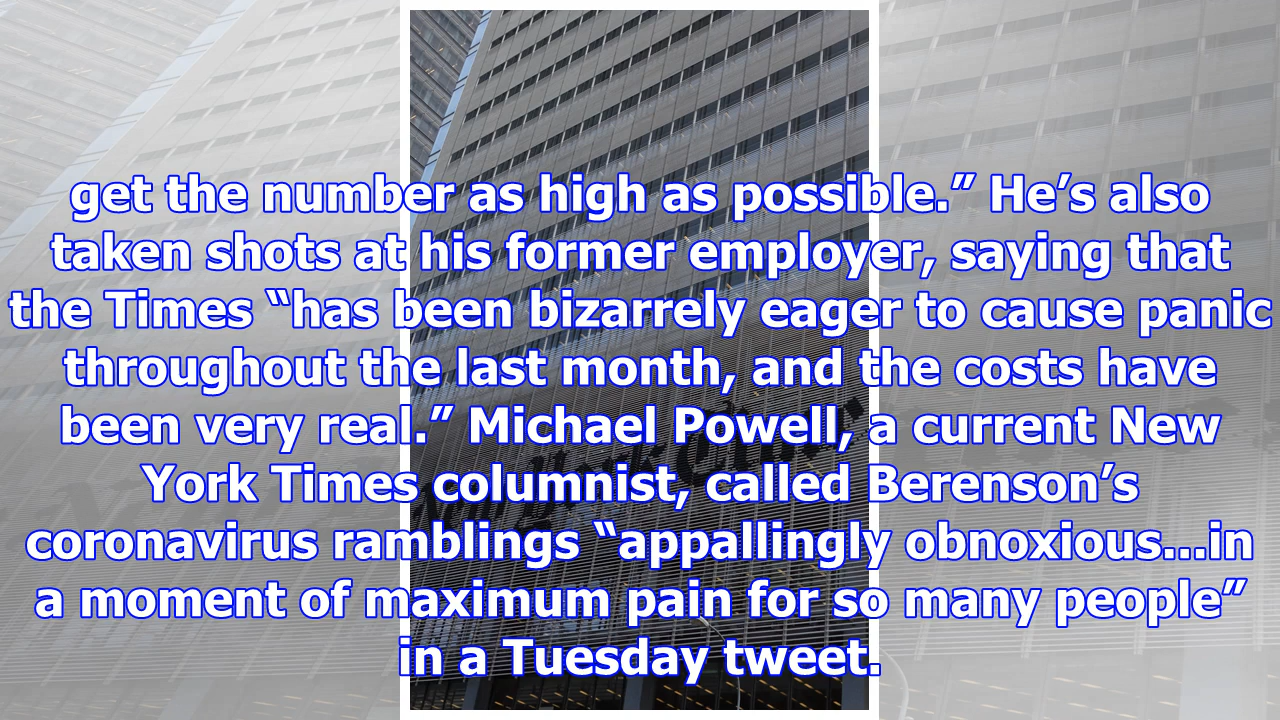 get the number as high as possible.” He’s also
taken shots at his former employer, saying that
the Times “has been bizarrely eager to cause panic
throughout the last month, and the costs have
been very real.” Michael Powell, a current New
York Times columnist, called Berenson’s
coronavirus ramblings “appallingly obnoxious...in
a moment of maximum pain for so many people”
in a Tuesday tweet.